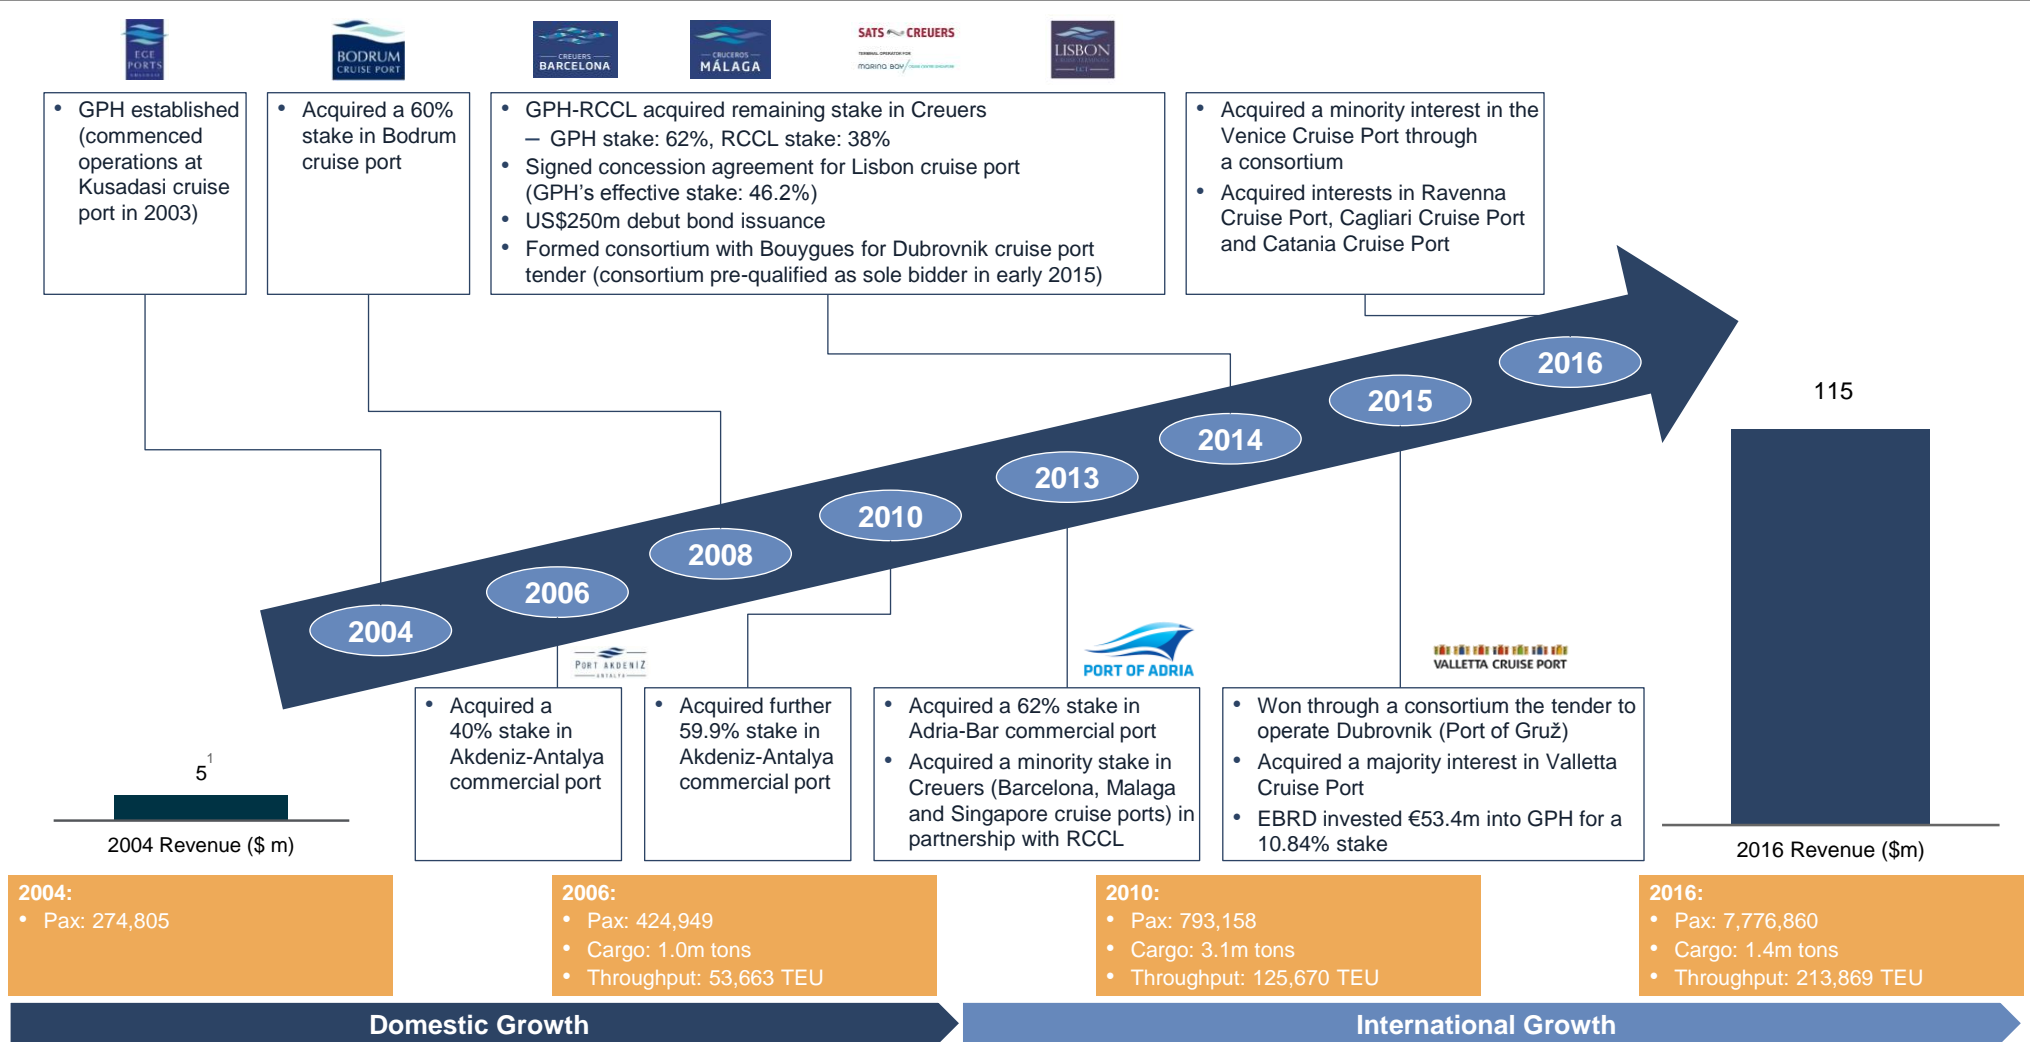 EGE
PORTS
BODRUM
CRUISE PORT
CREUERS
BARCELONA
CRUCEROS
MÁLAGA
SATS CREUERS
TERMINAL OPERATOR FOR
marina bay
LISBON
CRUISE TERMINALS
LCT
• GPH established
(commenced
operations at
Kusadasi cruise
port in 2003)
• Acquired a 60%
stake in Bodrum
cruise port
• GPH-RCCL acquired remaining stake in Creuers
– GPH stake: 62%, RCCL stake: 38%
• Signed concession agreement for Lisbon cruise port
(GPH’s effective stake: 46.2%)
• US$250m debut bond issuance
• Formed consortium with Bouygues for Dubrovnik cruise port
tender (consortium pre-qualified as sole bidder in early 2015)
• Acquired a minority interest in the
Venice Cruise Port through
a consortium
• Acquired interests in Ravenna
Cruise Port, Cagliari Cruise Port
and Catania Cruise Port
2004
2006
2008
2010
2013
2014
2015
2016
PORT AKDENİZ
ANTALYA
PORT OF ADRIA
VALLETTA CRUISE PORT
• Acquired a
40% stake in
Akdeniz-Antalya
commercial port
• Acquired further
59.9% stake in
Akdeniz-Antalya
commercial port
• Acquired a 62% stake in
Adria-Bar commercial port
• Acquired a minority stake in
Creuers (Barcelona, Malaga
and Singapore cruise ports) in
partnership with RCCL
• Won through a consortium the tender to
operate Dubrovnik (Port of Gruž)
• Acquired a majority interest in Valletta
Cruise Port
• EBRD invested €53.4m into GPH for a
10.84% stake
5¹
2004 Revenue ($ m)
115
2016 Revenue ($m)
2004:
• Pax: 274,805
2006:
• Pax: 424,949
• Cargo: 1.0m tons
• Throughput: 53,663 TEU
2010:
• Pax: 793,158
• Cargo: 3.1m tons
• Throughput: 125,670 TEU
2016:
• Pax: 7,776,860
• Cargo: 1.4m tons
• Throughput: 213,869 TEU
Domestic Growth
International Growth